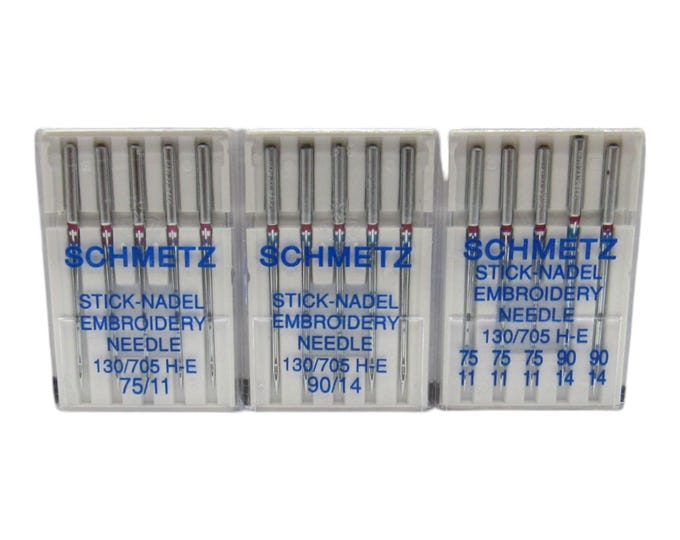 SCHMETZ
STICK-NADEL
EMBROIDERY
NEEDLE
130/705 H-E
75/11
SCHMETZ
STICK-NADEL
EMBROIDERY
NEEDLE
130/705 H-E
90/14
SCHMETZ
STICK-NADEL
EMBROIDERY
NEEDLE
130/705 H-E
75 75 75 90 90
11 11 11 14 14